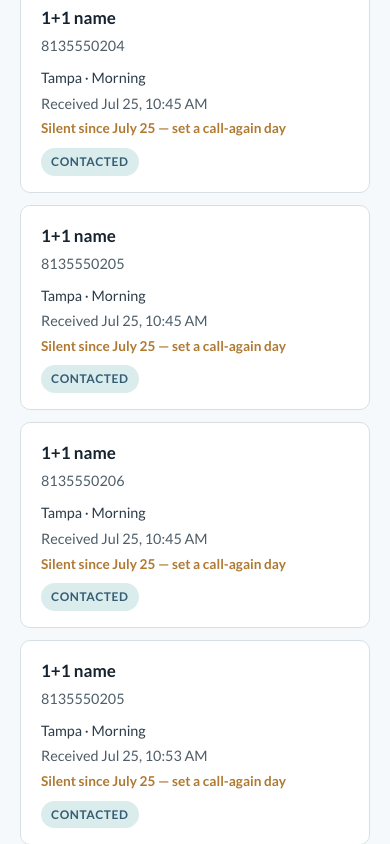 1+1 name
8135550204
Tampa · Morning
Received Jul 25, 10:45 AM
Silent since July 25 — set a call-again day
CONTACTED
1+1 name
8135550205
Tampa · Morning
Received Jul 25, 10:45 AM
Silent since July 25 — set a call-again day
CONTACTED
1+1 name
8135550206
Tampa · Morning
Received Jul 25, 10:45 AM
Silent since July 25 — set a call-again day
CONTACTED
1+1 name
8135550205
Tampa · Morning
Received Jul 25, 10:53 AM
Silent since July 25 — set a call-again day
CONTACTED